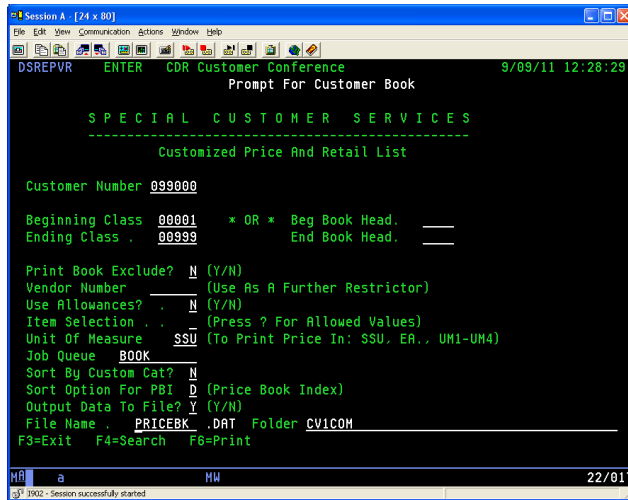 Session A - [24 x 80]
File Edit View Communication Actions Window Help
DSREPVR ENTER CDR Customer Conference 9/09/11 12:28:29
Prompt For Customer Book
S P E C I A L C U S T O M E R S E R V I C E S
------------------------------------------------
Customized Price And Retail List
Customer Number 099000
Beginning Class 00001 * OR * Beg Book Head. ___
Ending Class . 00999 End Book Head. ___
Print Book Exclude? N (Y/N)
Vendor Number _____ (Use As A Further Restrictor)
Use Allowances? . N (Y/N)
Item Selection . . _ (Press ? For Allowed Values)
Unit Of Measure SSU (To Print Price In: SSU, EA., UM1-UM4)
Job Queue BOOK
Sort By Custom Cat? N
Sort Option For PBI D (Price Book Index)
Output Data To File? Y (Y/N)
File Name . PRICEBK .DAT Folder CV1COM
F3=Exit F4=Search F6=Print
MA a MW 22/01
1902 - Session successfully started